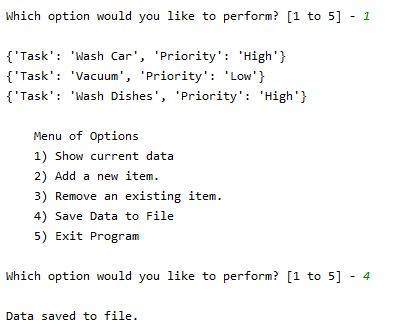 Which option would you like to perform? [1 to 5] - 1
{'Task': 'Wash Car', 'Priority': 'High'}
{'Task': 'Vacuum', 'Priority': 'Low'}
{'Task': 'Wash Dishes', 'Priority': 'High'}
Menu of Options
1) Show current data
2) Add a new item.
3) Remove an existing item.
4) Save Data to File
5) Exit Program
Which option would you like to perform? [1 to 5] - 4
Data saved to file.